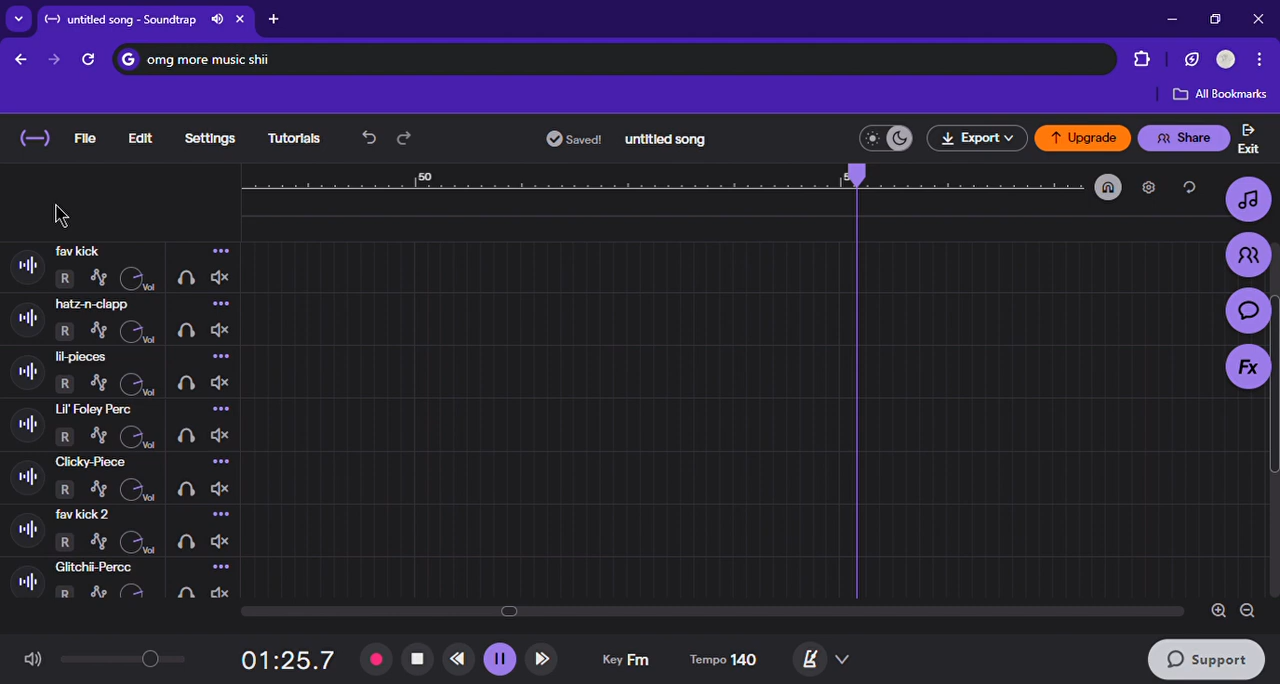 untitled song - Soundtrap
omg more music shii
All Bookmarks
File Edit Settings Tutorials Saved! untitled song Export Upgrade Share Exit
50
fav kick
R Vol
hatz-n-clapp
R Vol
lil-pieces
R Vol
Lil' Foley Perc
R Vol
Clicky-Piece
R Vol
fav kick 2
R Vol
Glitchii-Percc
R
Fx
01:25.7 Key Fm Tempo 140 Support